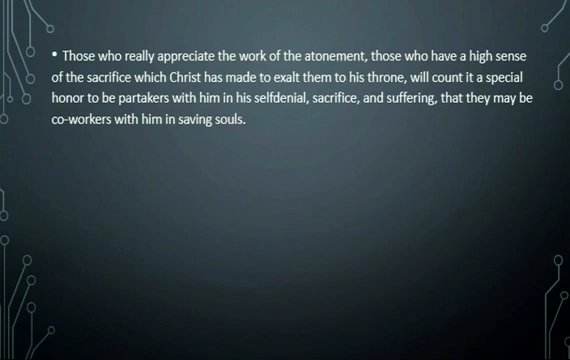 • Those who really appreciate the work of the atonement, those who have a high sense
of the sacrifice which Christ has made to exalt them to his throne, will count it a special
honor to be partakers with him in his selfdenial, sacrifice, and suffering, that they may be
co-workers with him in saving souls.